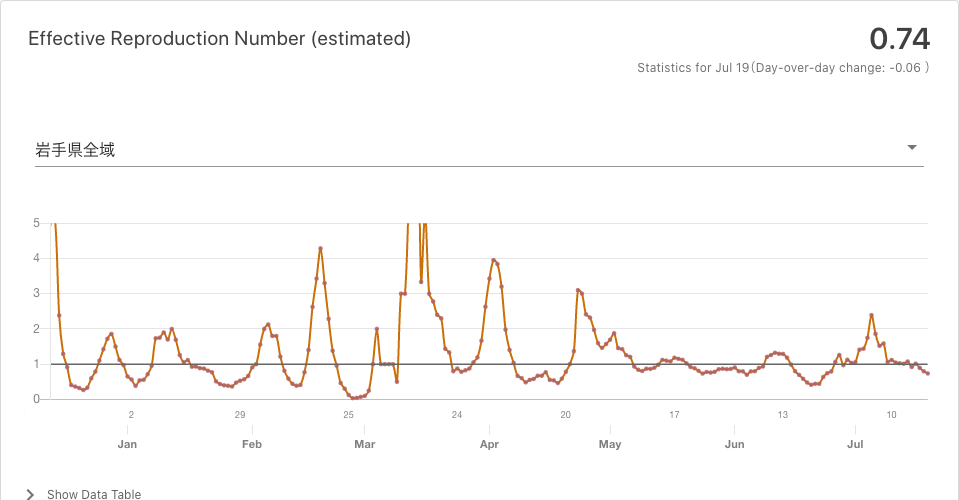 Effective Reproduction Number (estimated)
0.74
Statistics for Jul 19(Day-over-day change: -0.06 )
岩手県全域
5
4
3
2
1
0
2 29 25 24 20 17 13 10
Jan Feb Mar Apr May Jun Jul
Show Data Table